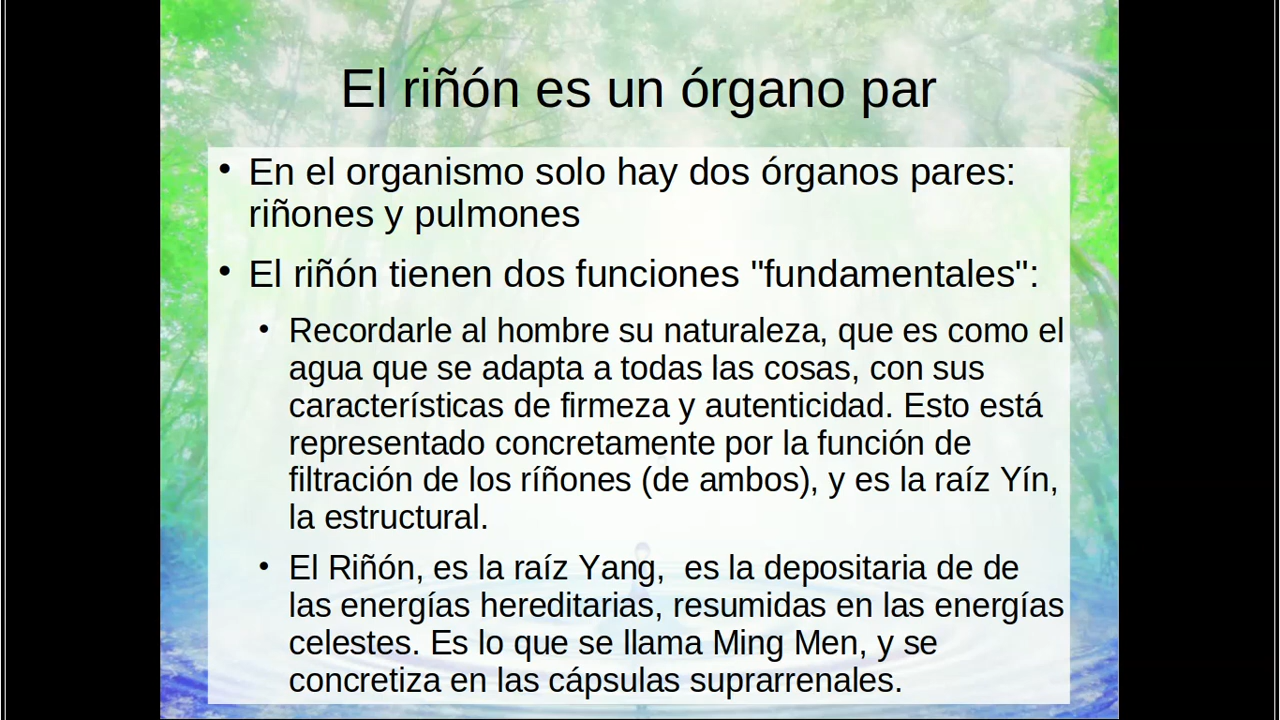 El riñón es un órgano par
• En el organismo solo hay dos órganos pares:
riñones y pulmones
• El riñón tienen dos funciones "fundamentales":
• Recordarle al hombre su naturaleza, que es como el
agua que se adapta a todas las cosas, con sus
características de firmeza y autenticidad. Esto está
representado concretamente por la función de
filtración de los ríñones (de ambos), y es la raíz Yín,
la estructural.
• El Riñón, es la raíz Yang,  es la depositaria de de
las energías hereditarias, resumidas en las energías
celestes. Es lo que se llama Ming Men, y se
concretiza en las cápsulas suprarrenales.